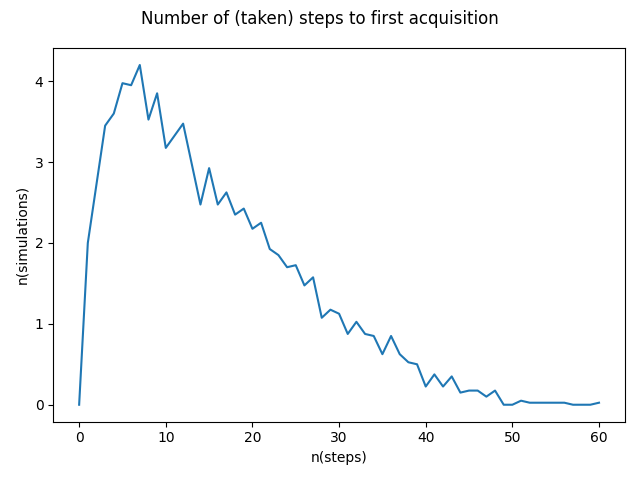 Number of (taken) steps to first acquisition
n(simulations)
4
3
2
1
0
0 10 20 30 40 50 60
n(steps)